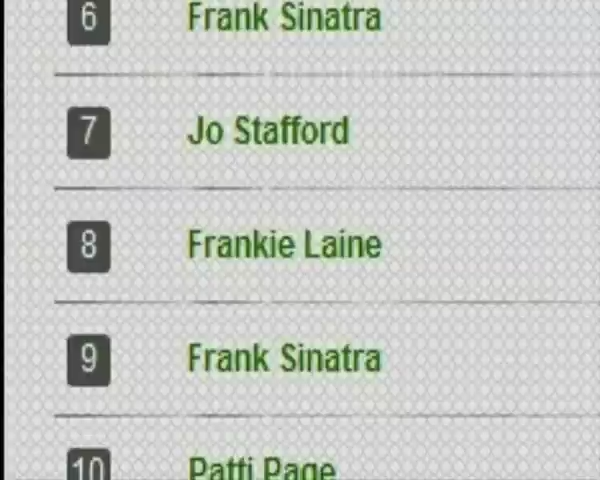 6 Frank Sinatra
7 Jo Stafford
8 Frankie Laine
9 Frank Sinatra
10 Patti Page